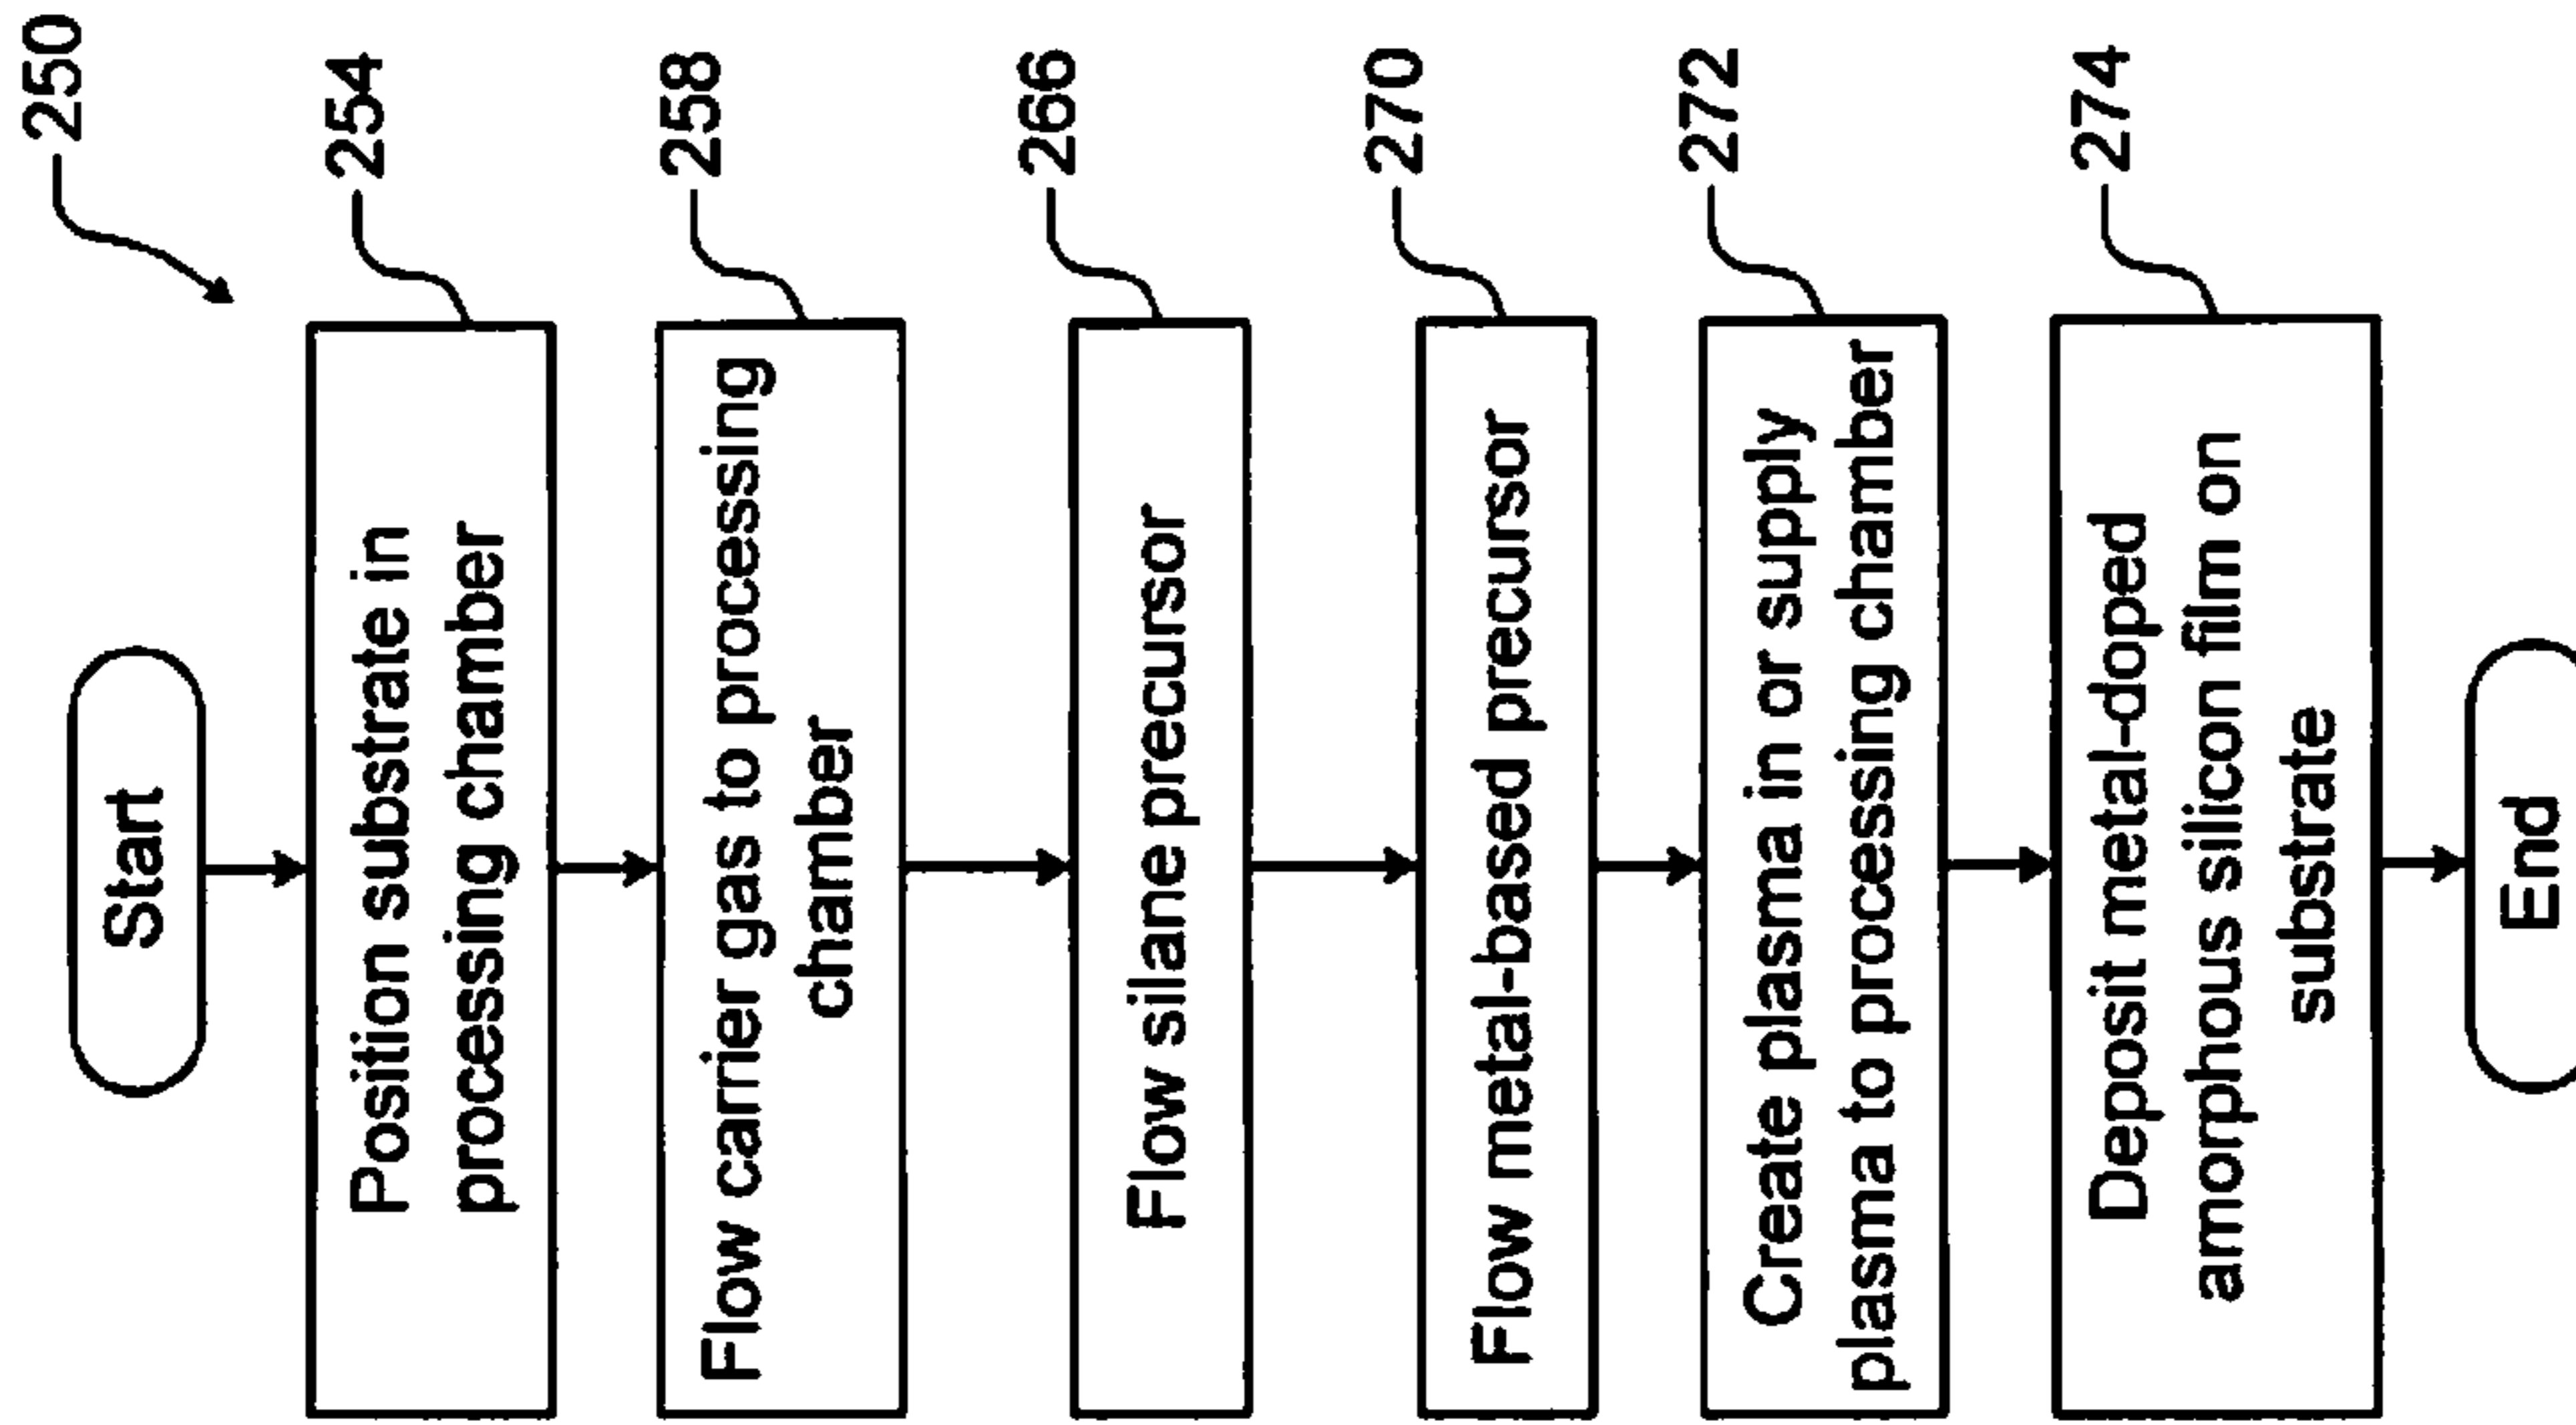 250
Start
Position substrate in
processing chamber
254
Flow carrier gas to processing
chamber
258
Flow silane precursor
266
Flow metal-based precursor
270
Create plasma in or supply
plasma to processing chamber
272
Deposit metal-doped
amorphous silicon film on
substrate
274
End